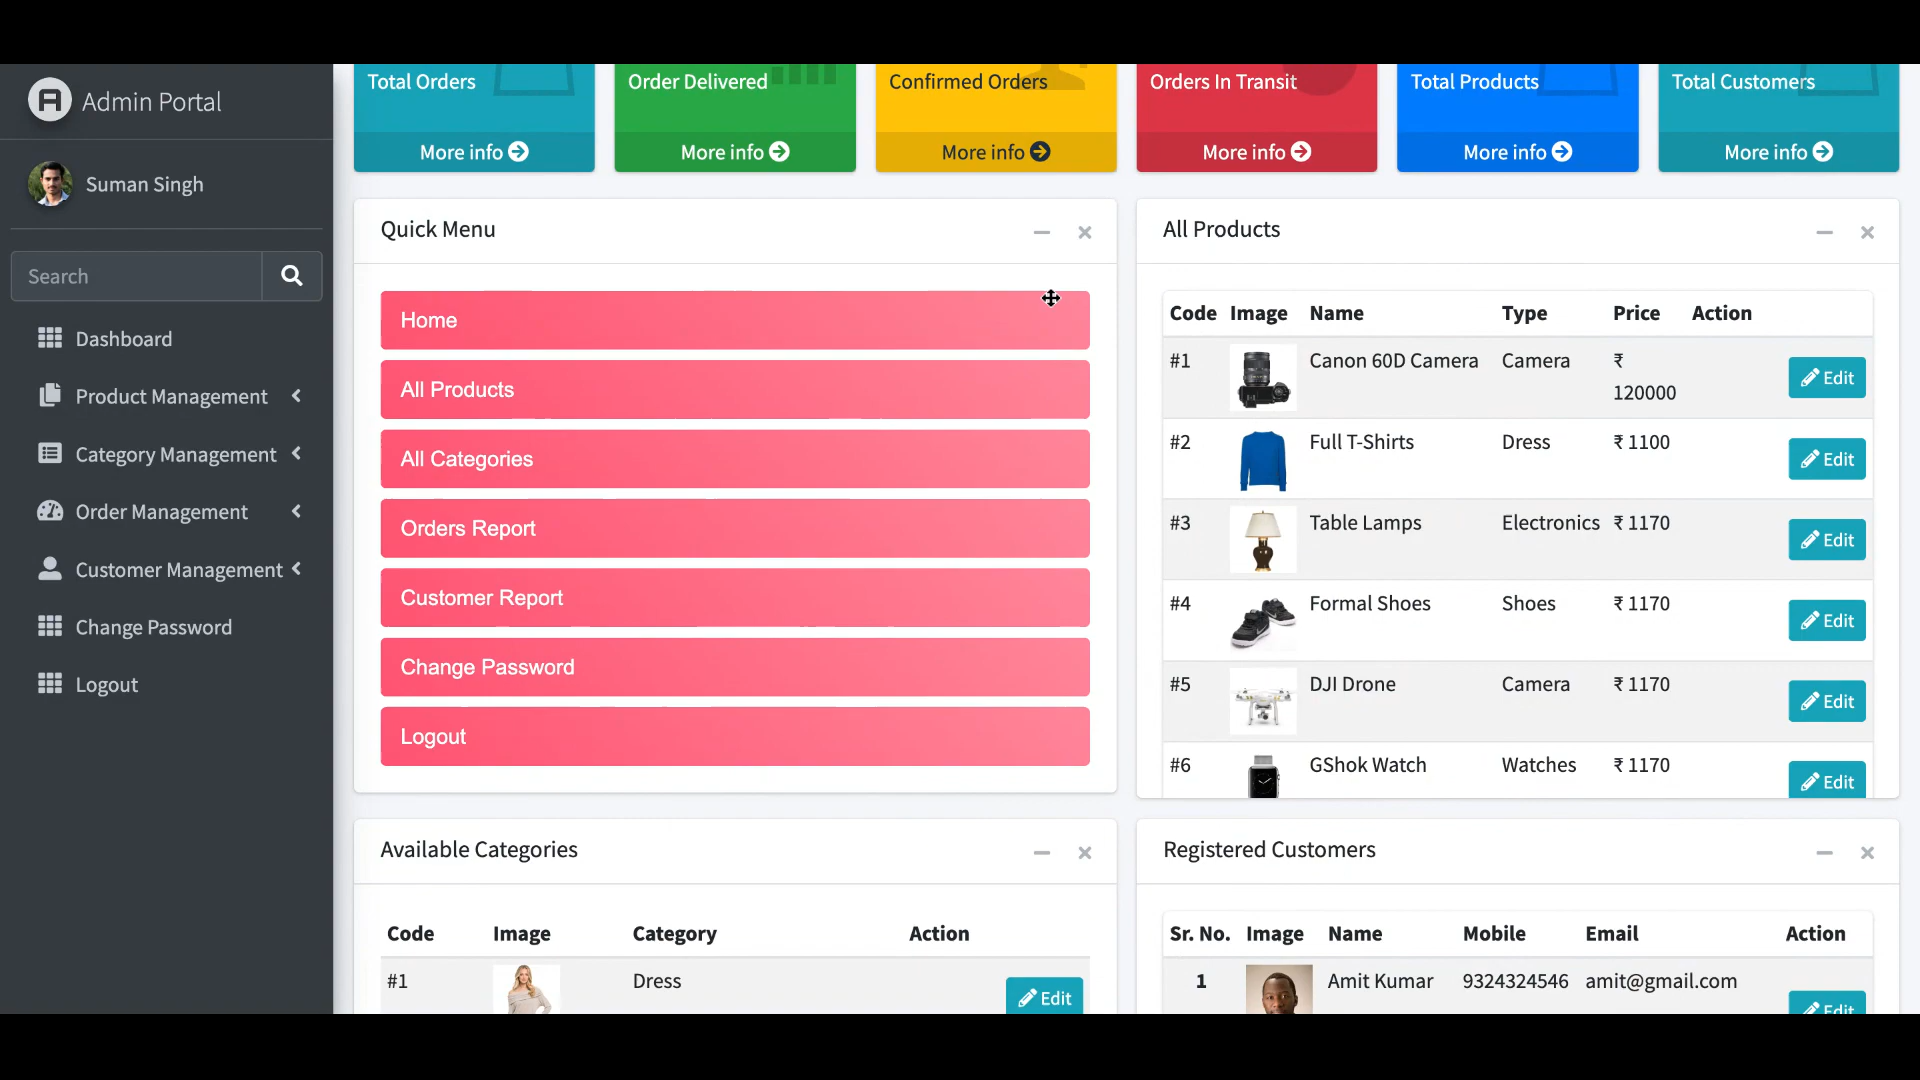 Admin Portal
Suman Singh
Search
Dashboard
Product Management
Category Management
Order Management
Customer Management
Change Password
Logout
Total Orders
More info
Order Delivered
More info
Confirmed Orders
More info
Orders In Transit
More info
Total Products
More info
Total Customers
More info
Quick Menu
Home
All Products
All Categories
Orders Report
Customer Report
Change Password
Logout
All Products
Code Image Name Type Price Action
#1 Canon 60D Camera Camera ₹
120000 Edit
#2 Full T-Shirts Dress ₹ 1100 Edit
#3 Table Lamps Electronics ₹ 1170 Edit
#4 Formal Shoes Shoes ₹ 1170 Edit
#5 DJI Drone Camera ₹ 1170 Edit
#6 GShok Watch Watches ₹ 1170 Edit
Available Categories
Code Image Category Action
#1 Dress Edit
Registered Customers
Sr. No. Image Name Mobile Email Action
1 Amit Kumar 9324324546 amit@gmail.com Edit